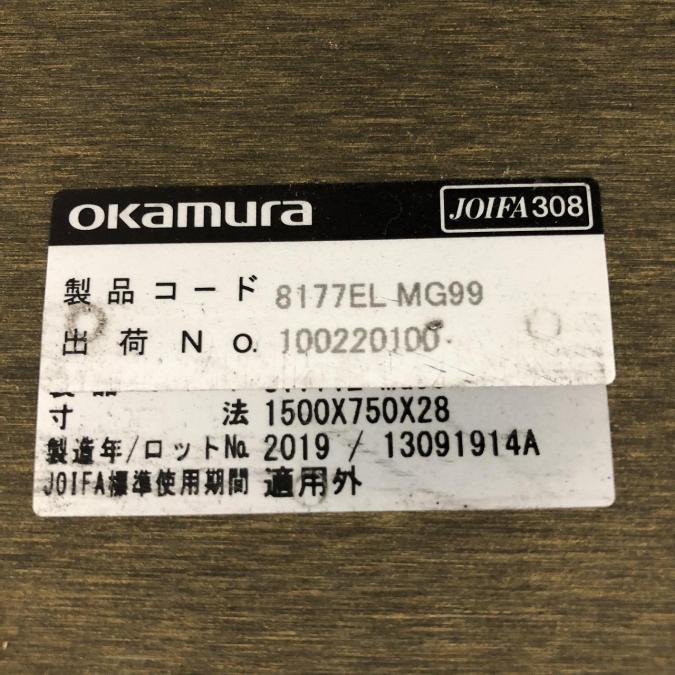 okamura JOIFA308
製品コード 8177EL MG99
出荷No. 100220100
寸法 1500X750X28
製造年/ロット№ 2019 / 13091914A
JOIFA標準使用期間 適用外